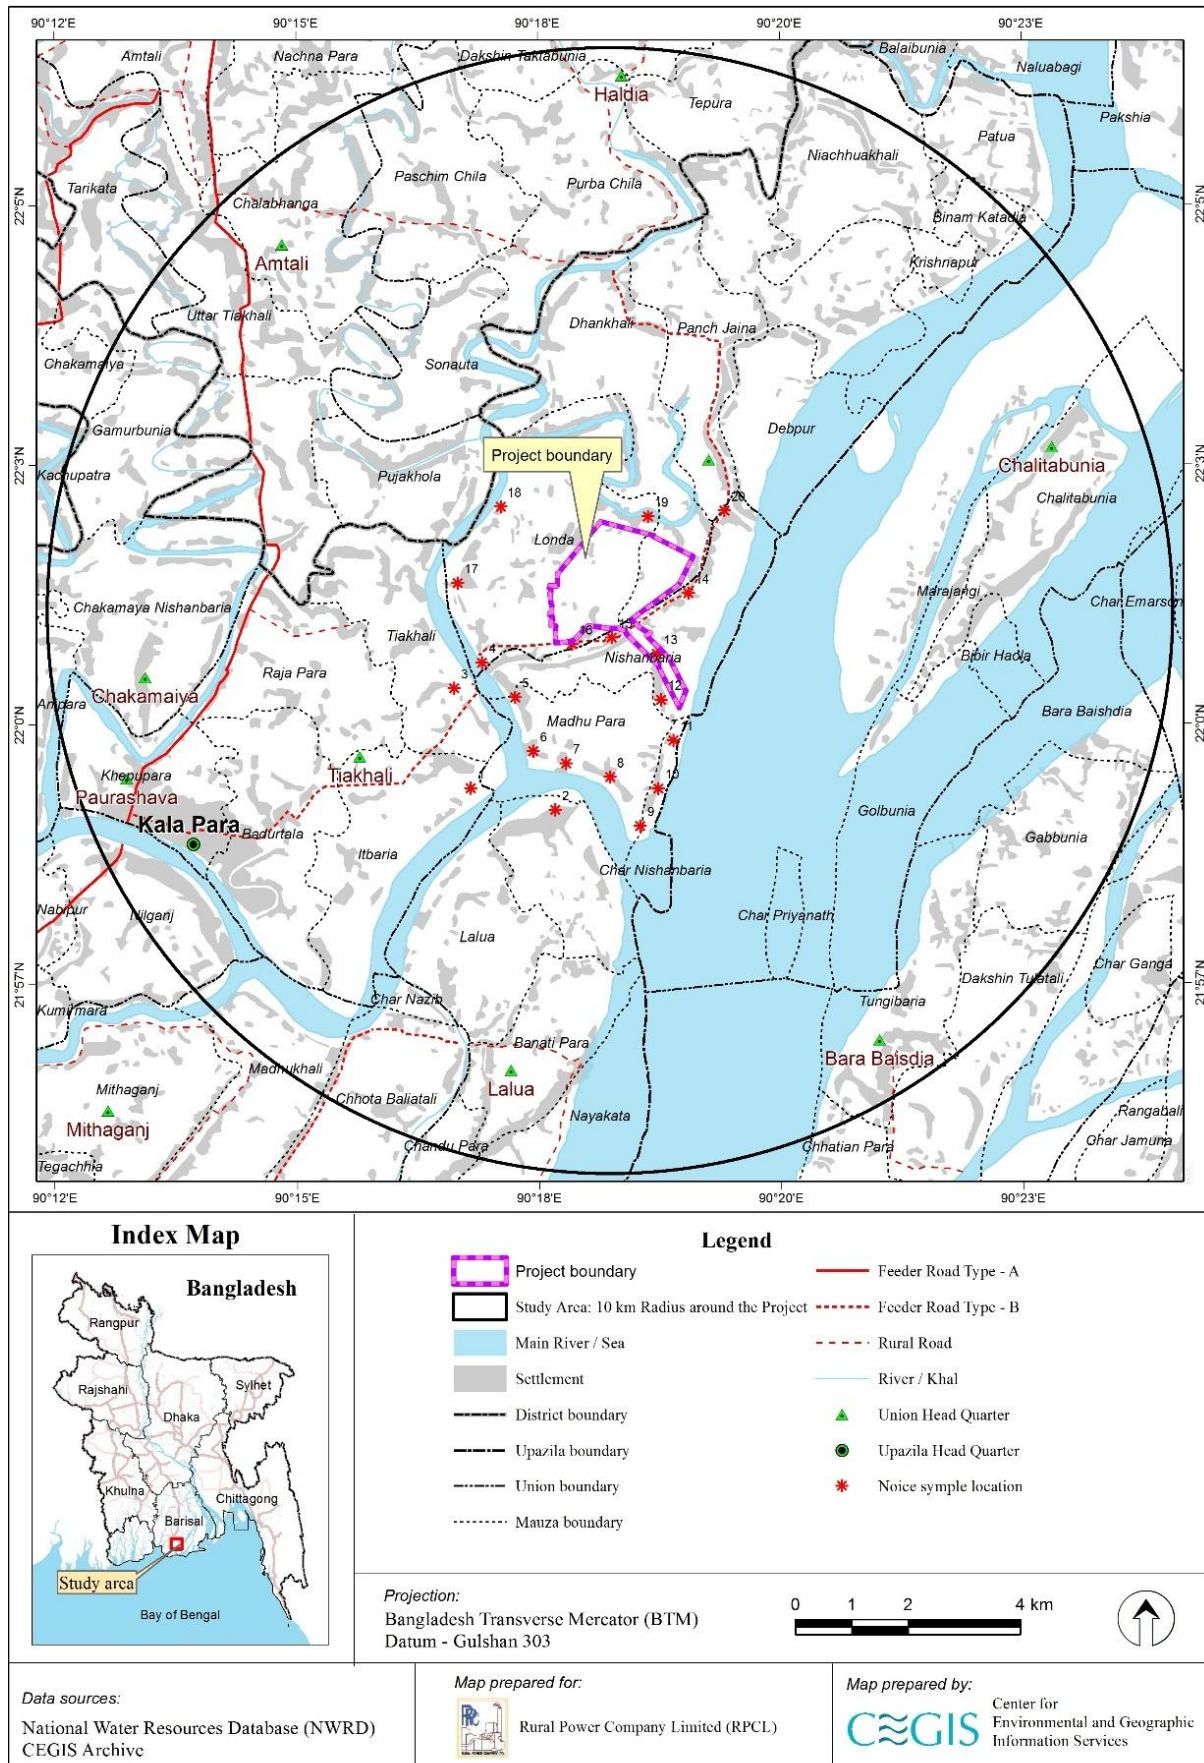 90°12'E 90°15'E 90°18'E 90°20'E 90°23'E
Amtali
Nachna Para
Dakshin Taktabunia
Balaibunia
Naluabagi
Haldia
Tepura
Pakshia
Patua
Niachhuakhali
Tarikata
Paschim Chila
Purba Chila
22°5'N
22°5'N
Chalabhanga
Binam Katadia
Amtali
Krishnapur
Uttar Tiakhali
Dhankhali
Panch Jaina
Chakamaiya
Sonauta
Debpur
Gamurbunia
Project boundary
22°3'N
22°3'N
Kachupatra
Pujakhola
Chalitabunia
Chalitabunia
18
19
20
Londa
17
14
Marajangi
Char Emarson
Chakamaya Nishanbaria
Tiakhali
16
15
13
Nishanbaria
Bibir Haola
4
Raja Para
3
12
5
Ampara
Chakamaiya
Madhu Para
11
Bara Baishdia
22°0'N
22°0'N
6
7
8
10
Khepupara
Tiakhali
Paurashava
2
9
Golbunia
Kala Para
Badurtala
Itbaria
Gabbunia
Char Nishanbaria
Nabipur
Nilganj
Char Priyanath
Lalua
Char Ganga
Dakshin Tulatali
21°57'N
21°57'N
Char Nazib
Tungibaria
Kumirmara
Banati Para
Bara Baisdia
Madhukhali
Mithaganj
Lalua
Chhota Baliatali
Nayakata
Rangabali
Mithaganj
Chandu Para
Chhatian Para
Char Jamuna
Tegachhia
90°12'E 90°15'E 90°18'E 90°20'E 90°23'E
Index Map
Bangladesh
Rangpur
Rajshahi
Sylhet
Dhaka
Khulna
Chittagong
Barisal
Study area
Bay of Bengal
Legend
Project boundary
Study Area: 10 km Radius around the Project
Main River / Sea
Settlement
District boundary
Upazila boundary
Union boundary
Mauza boundary
Feeder Road Type - A
Feeder Road Type - B
Rural Road
River / Khal
Union Head Quarter
Upazila Head Quarter
Noice symple location
Projection:
Bangladesh Transverse Mercator (BTM)
Datum - Gulshan 303
0 1 2 4 km
Data sources:
National Water Resources Database (NWRD)
CEGIS Archive
Map prepared for:
Rural Power Company Limited (RPCL)
Map prepared by:
CEGIS
Center for
Environmental and Geographic
Information Services